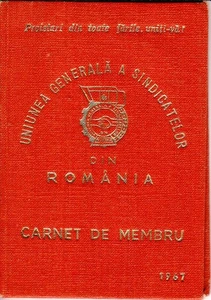 Proletari din toate țările, uniți-vă!
UNIUNEA GENERALĂ A SINDICATELOR
DIN
ROMÂNIA
CARNET DE MEMBRU
1967